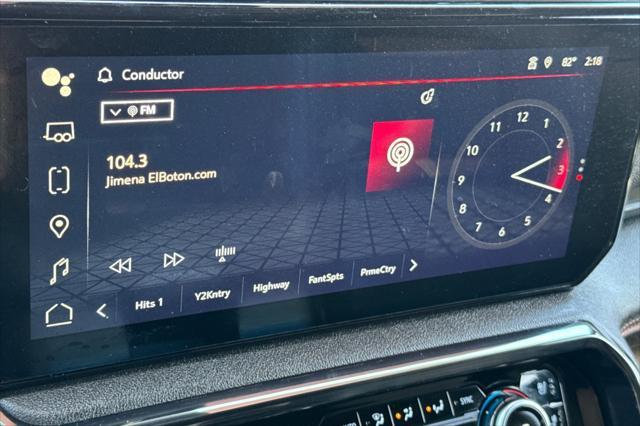 Conductor
82° 2:18
FM
104.3
Jimena ElBoton.com
12
1
2
3
4
5
6
7
8
9
10
11
Hits 1 Y2Kntry Highway FantSpts PrmeCtry
SYNC